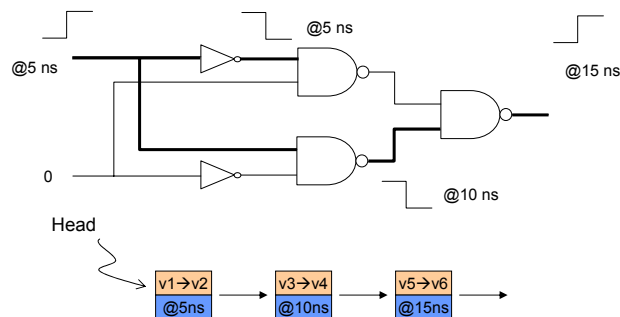 @5 ns
@5 ns
@15 ns
0
@10 ns
Head
v1→v2
@5ns
v3→v4
@10ns
v5→v6
@15ns